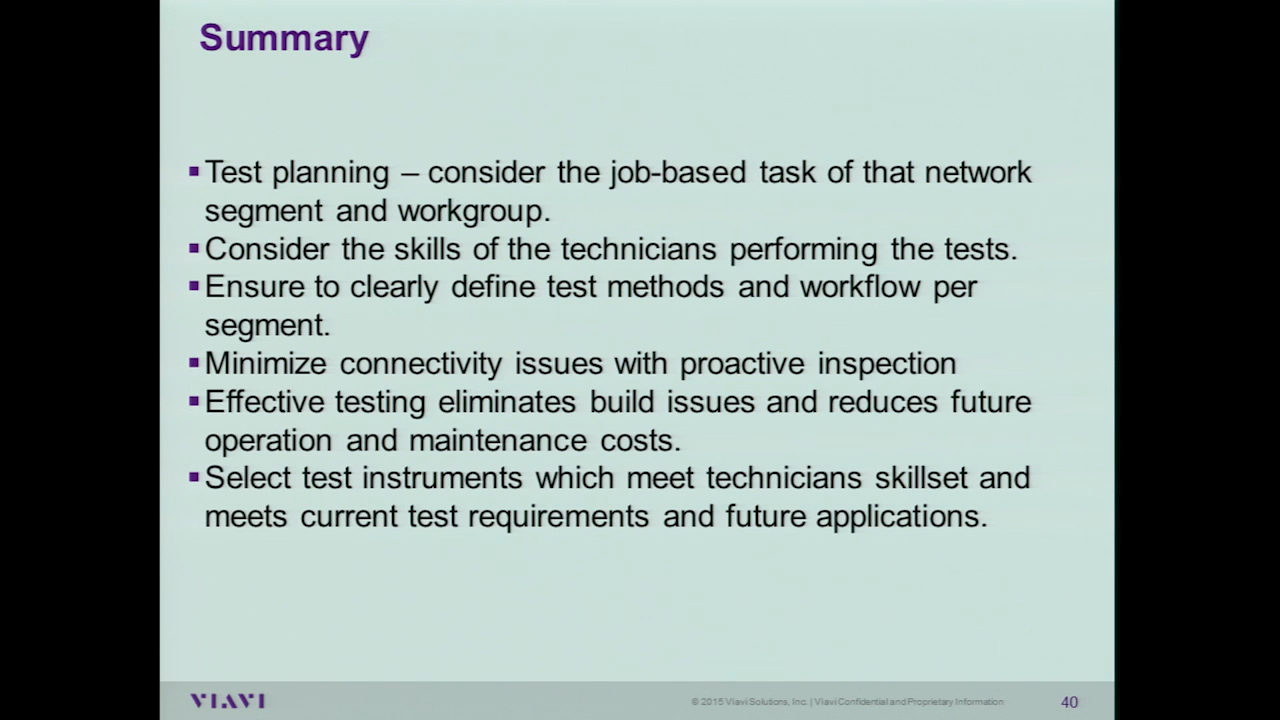 Summary
Test planning – consider the job-based task of that network
segment and workgroup.
Consider the skills of the technicians performing the tests.
Ensure to clearly define test methods and workflow per
segment.
Minimize connectivity issues with proactive inspection
Effective testing eliminates build issues and reduces future
operation and maintenance costs.
Select test instruments which meet technicians skillset and
meets current test requirements and future applications.
VIAVI
© 2015 Viavi Solutions, Inc. | Viavi Confidential and Proprietary Information
40